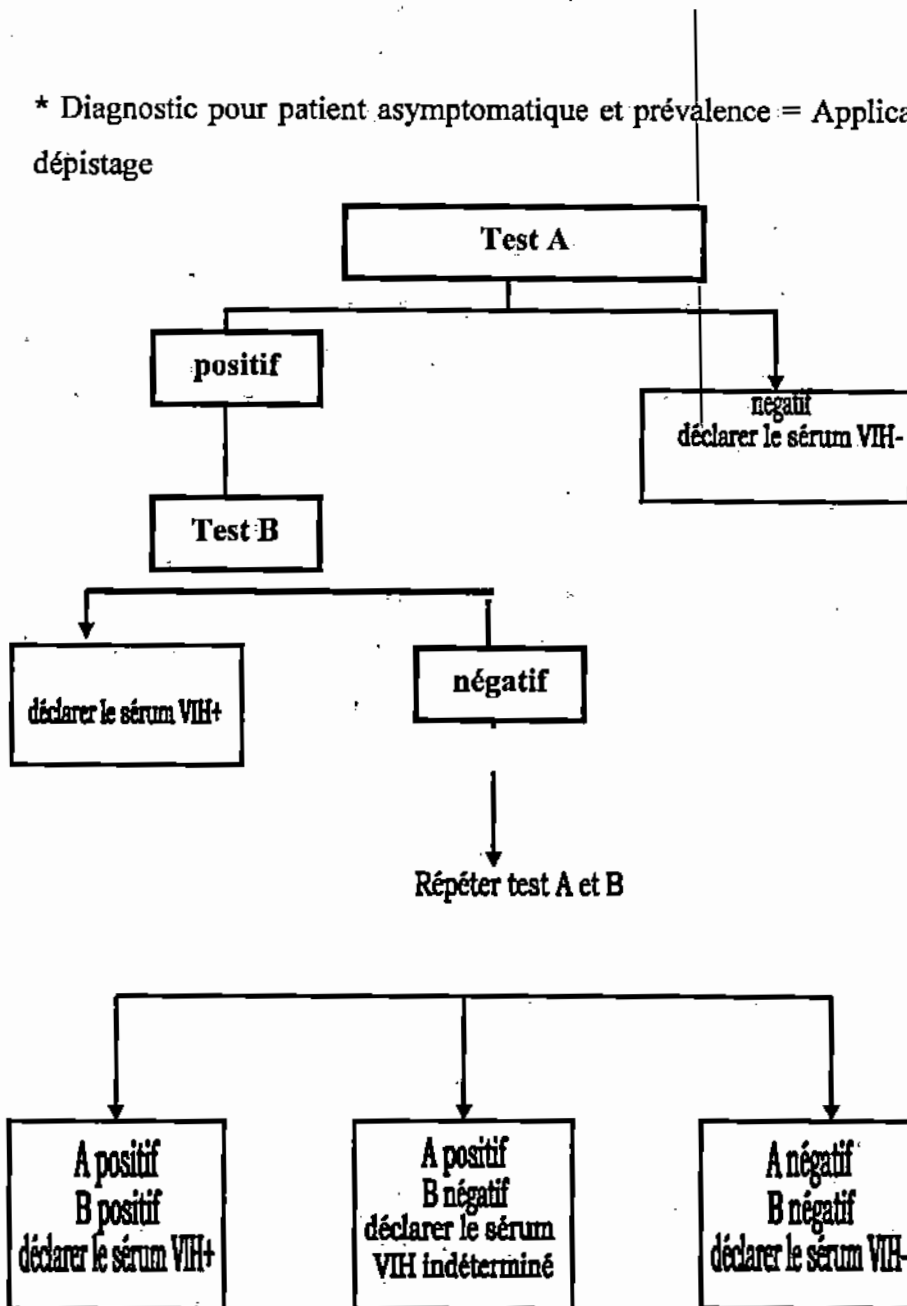 * Diagnostic pour patient asymptomatique et prévalence = Applica
dépistage
Test A
positif
négatif
déclarer le sérum VIH-
Test B
déclarer le sérum VIH+
négatif
Répéter test A et B
A positif
B positif
déclarer le sérum VIH+
A positif
B négatif
déclarer le sérum
VIH indéterminé
A négatif
B négatif
déclarer le sérum VIH-